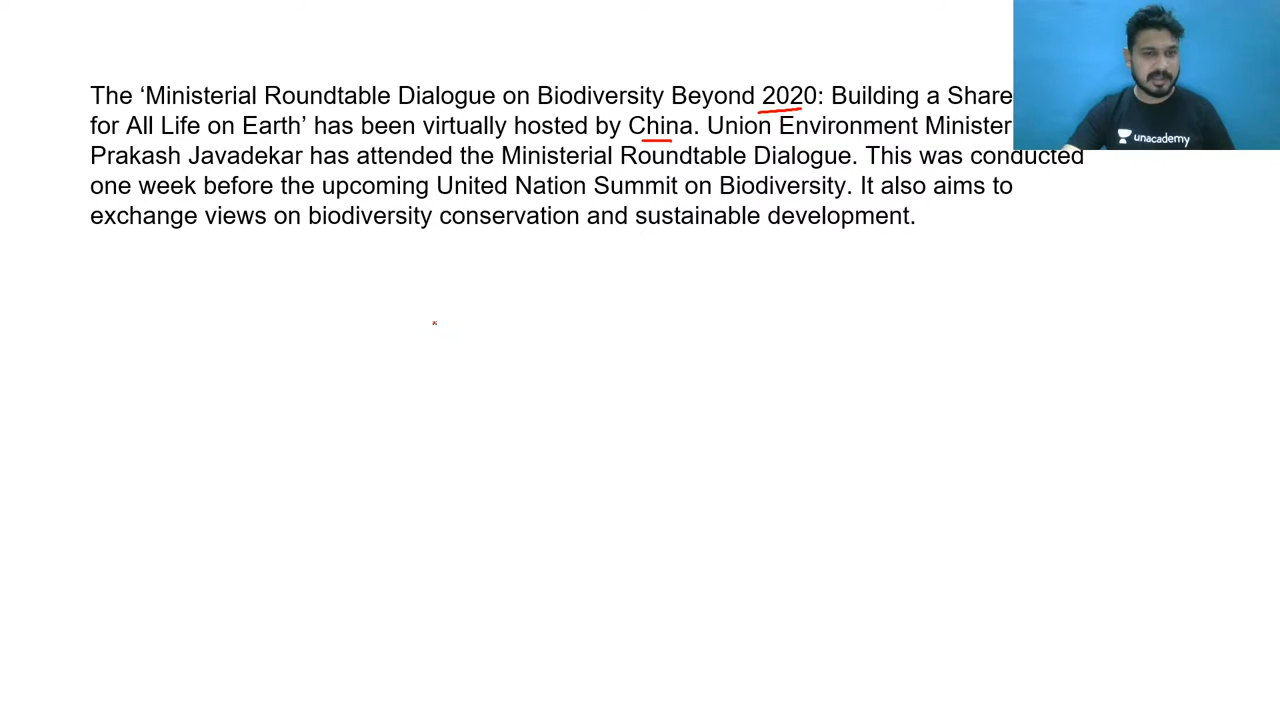 The ‘Ministerial Roundtable Dialogue on Biodiversity Beyond 2020: Building a Share
for All Life on Earth’ has been virtually hosted by China. Union Environment Minister
Prakash Javadekar has attended the Ministerial Roundtable Dialogue. This was conducted
one week before the upcoming United Nation Summit on Biodiversity. It also aims to
exchange views on biodiversity conservation and sustainable development.
unacademy